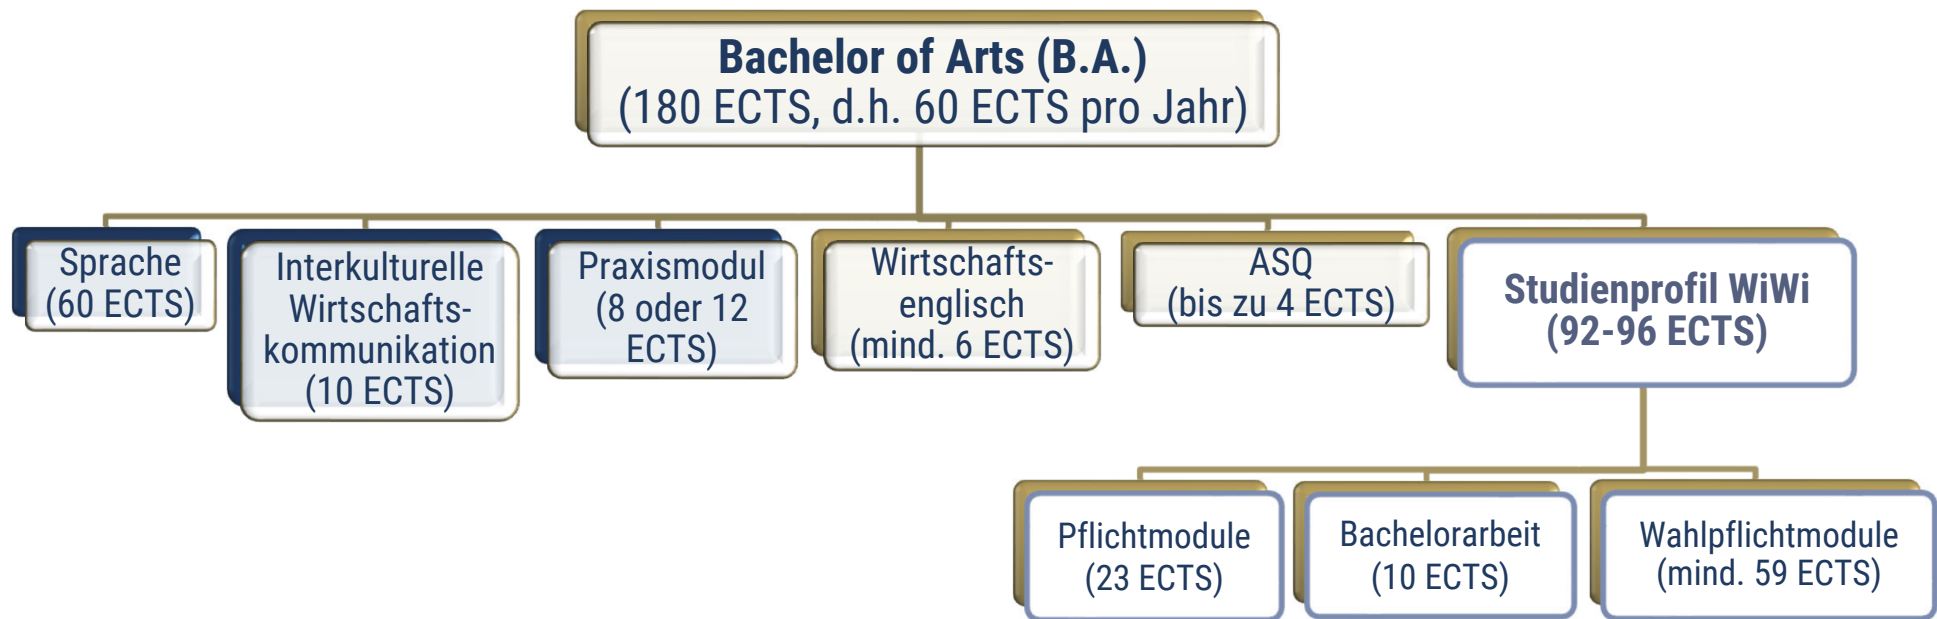 Bachelor of Arts (B.A.)
(180 ECTS, d.h. 60 ECTS pro Jahr)
Sprache
(60 ECTS)
Interkulturelle
Wirtschafts-
kommunikation
(10 ECTS)
Praxismodul
(8 oder 12
ECTS)
Wirtschafts-
englisch
(mind. 6 ECTS)
ASQ
(bis zu 4 ECTS)
Studienprofil WiWi
(92-96 ECTS)
Pflichtmodule
(23 ECTS)
Bachelorarbeit
(10 ECTS)
Wahlpflichtmodule
(mind. 59 ECTS)